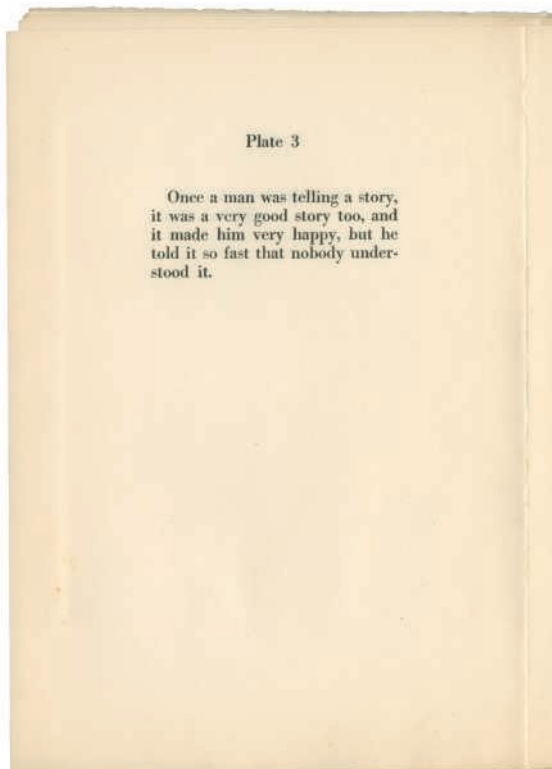 Plate 3
Once a man was telling a story,
it was a very good story too, and
it made him very happy, but he
told it so fast that nobody under-
stood it.